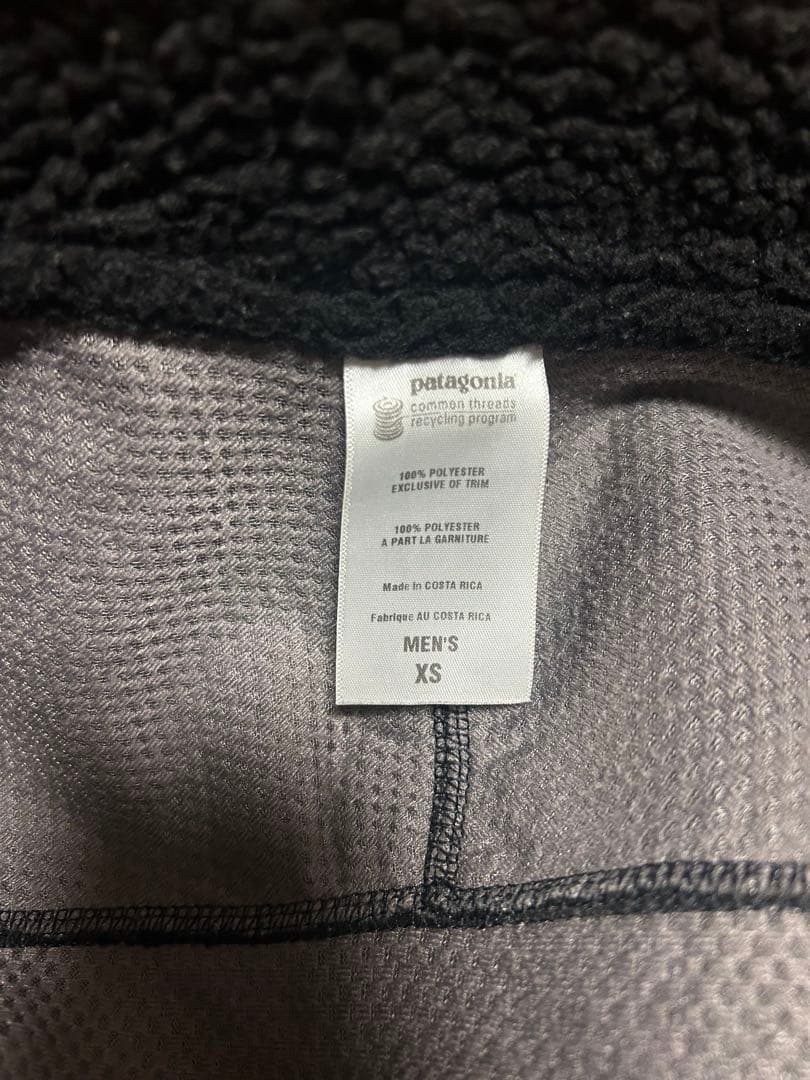 patagonia
common threads
recycling program
100% POLYESTER
EXCLUSIVE OF TRIM
100% POLYESTER
A PART LA GARNITURE
Made in COSTA RICA
Fabrique AU COSTA RICA
MEN'S
XS